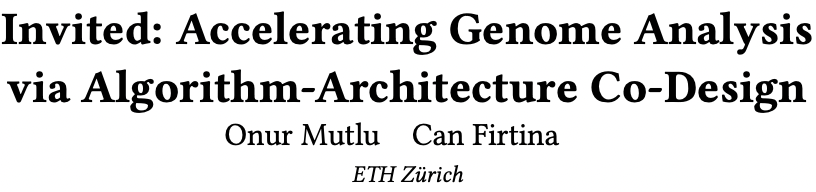 Invited: Accelerating Genome Analysis
via Algorithm-Architecture Co-Design
Onur Mutlu Can Firtina
ETH Zürich